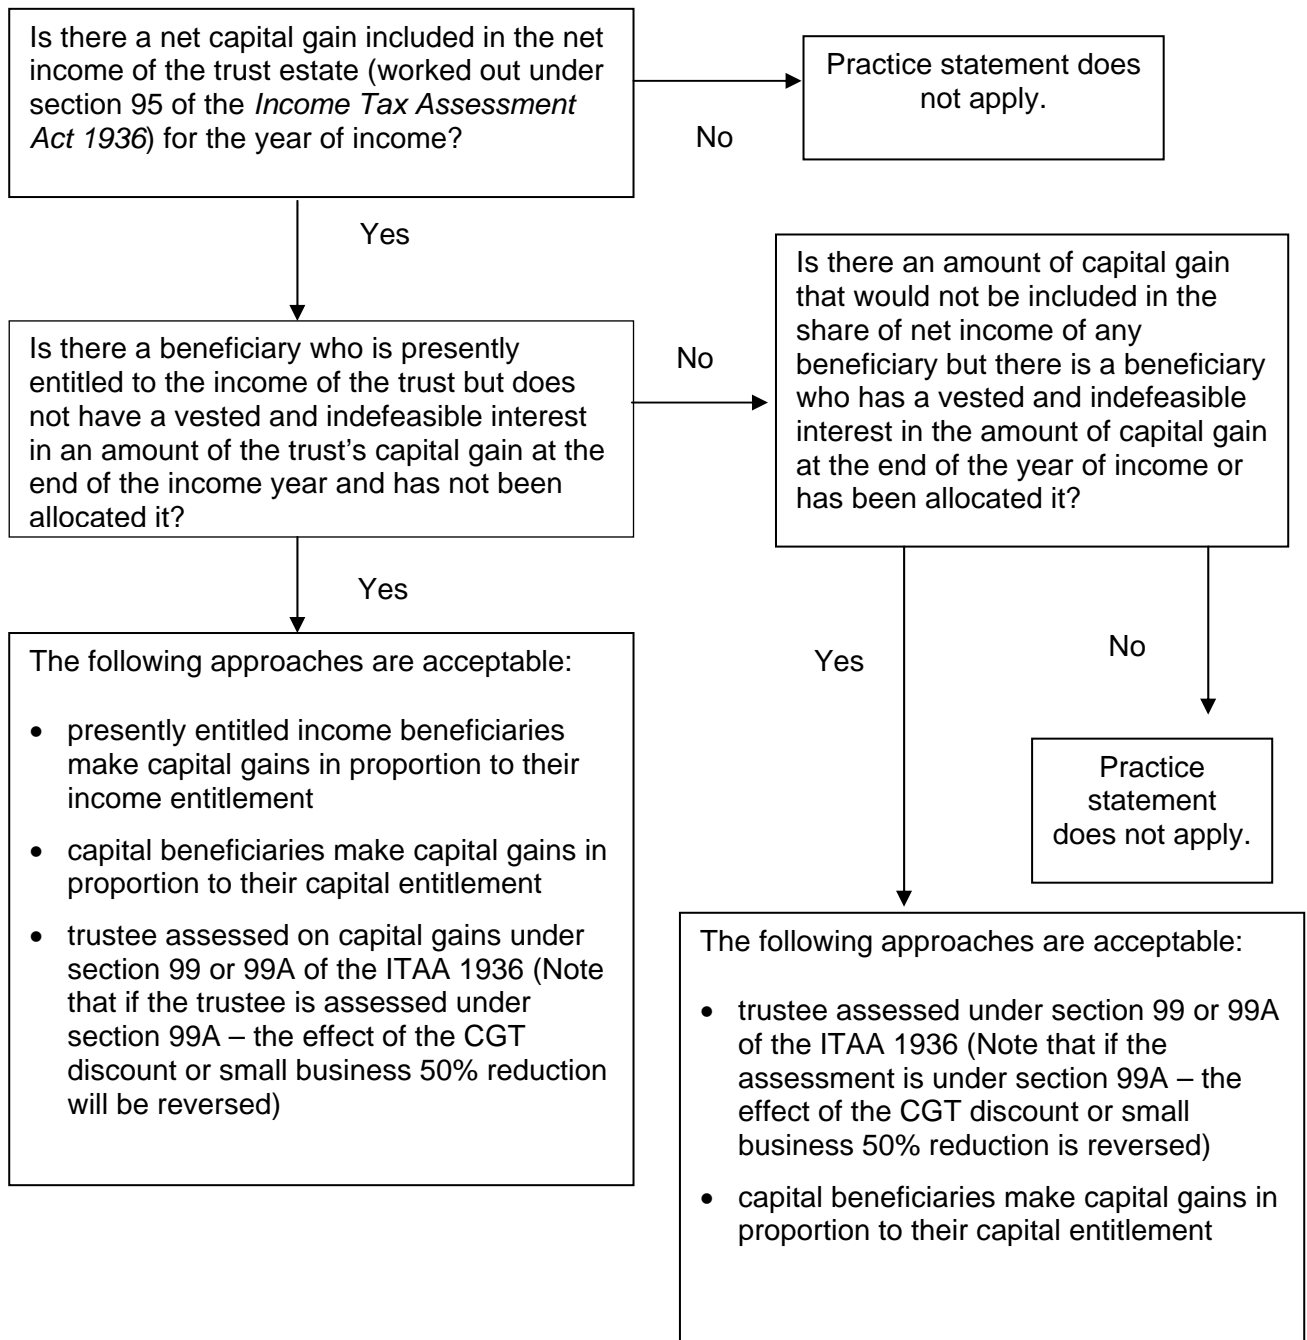 Is there a net capital gain included in the net
income of the trust estate (worked out under
section 95 of the Income Tax Assessment
Act 1936) for the year of income?
Practice statement does
not apply.
No
Yes
Is there a beneficiary who is presently
entitled to the income of the trust but does
not have a vested and indefeasible interest
in an amount of the trust’s capital gain at the
end of the income year and has not been
allocated it?
No
Is there an amount of capital gain
that would not be included in the
share of net income of any
beneficiary but there is a beneficiary
who has a vested and indefeasible
interest in the amount of capital gain
at the end of the year of income or
has been allocated it?
Yes
The following approaches are acceptable:
• presently entitled income beneficiaries
make capital gains in proportion to their
income entitlement
• capital beneficiaries make capital gains in
proportion to their capital entitlement
• trustee assessed on capital gains under
section 99 or 99A of the ITAA 1936 (Note
that if the trustee is assessed under
section 99A – the effect of the CGT
discount or small business 50% reduction
will be reversed)
Yes
No
Practice
statement
does not apply.
The following approaches are acceptable:
• trustee assessed under section 99 or 99A
of the ITAA 1936 (Note that if the
assessment is under section 99A – the
effect of the CGT discount or small
business 50% reduction is reversed)
• capital beneficiaries make capital gains in
proportion to their capital entitlement